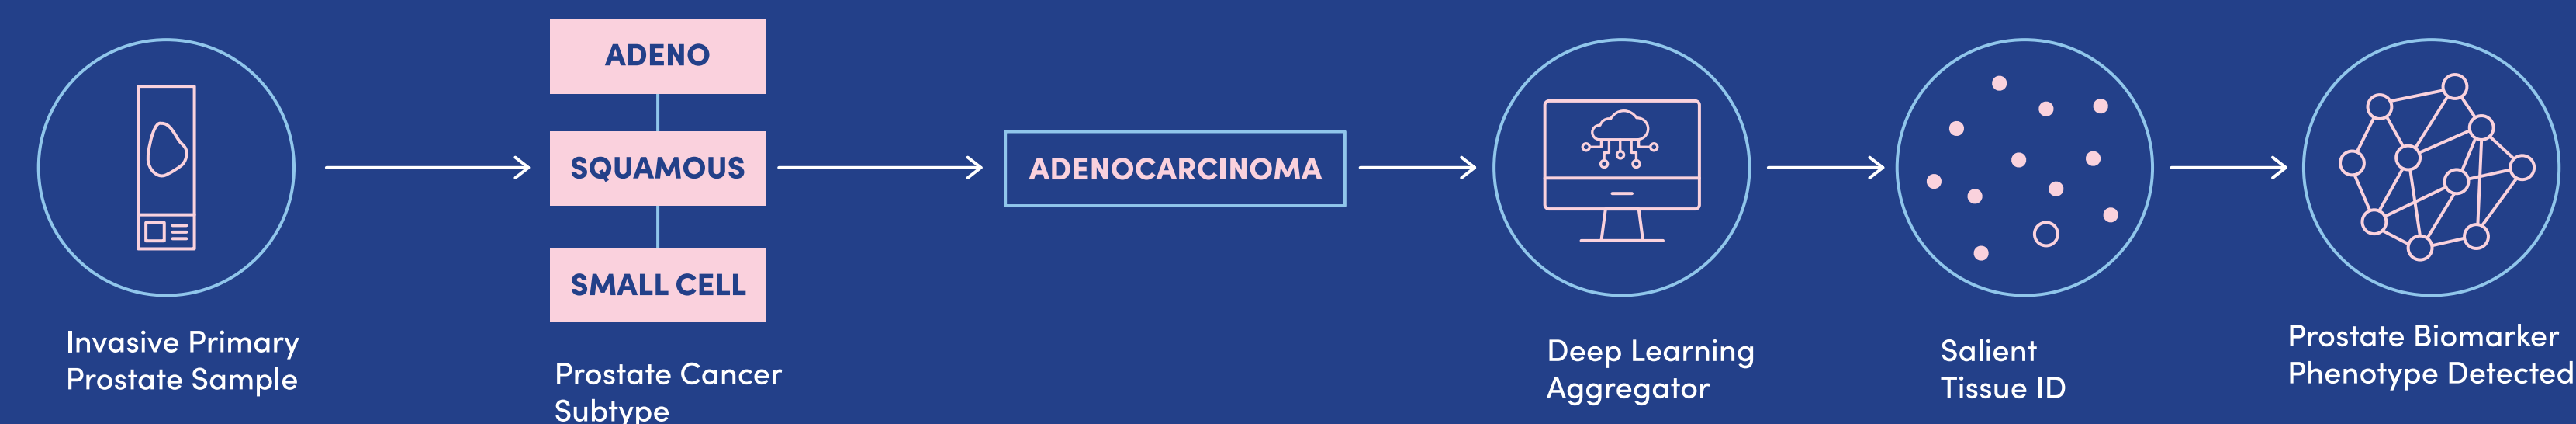 ADENO
SQUAMOUS
SMALL CELL
ADENOCARCINOMA
Invasive Primary
Prostate Sample
Prostate Cancer
Subtype
Deep Learning
Aggregator
Salient
Tissue ID
Prostate Biomarker
Phenotype Detected